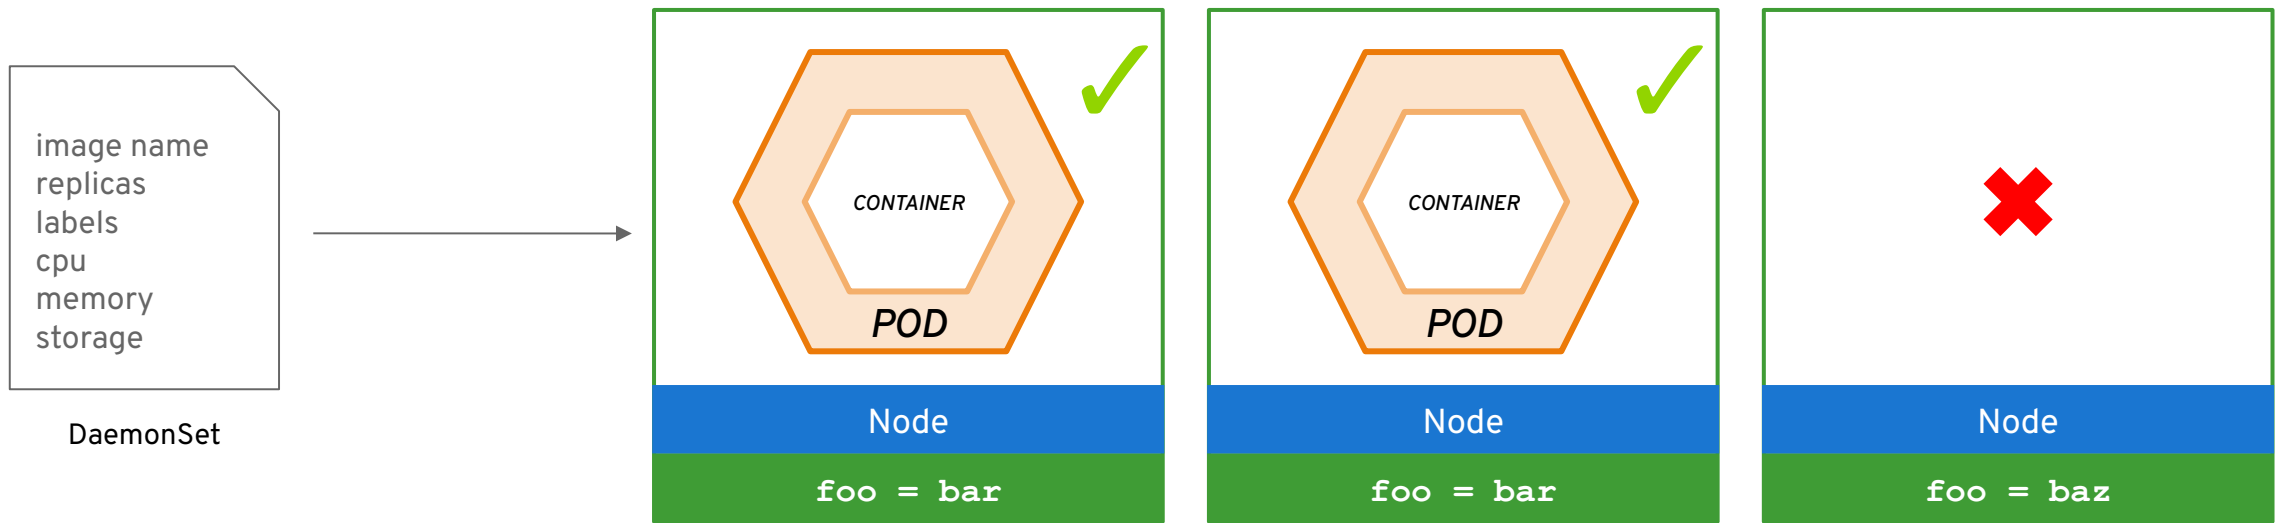 image name
replicas
labels
cpu
memory
storage
DaemonSet
CONTAINER
POD
Node
foo = bar
CONTAINER
POD
Node
foo = bar
Node
foo = baz